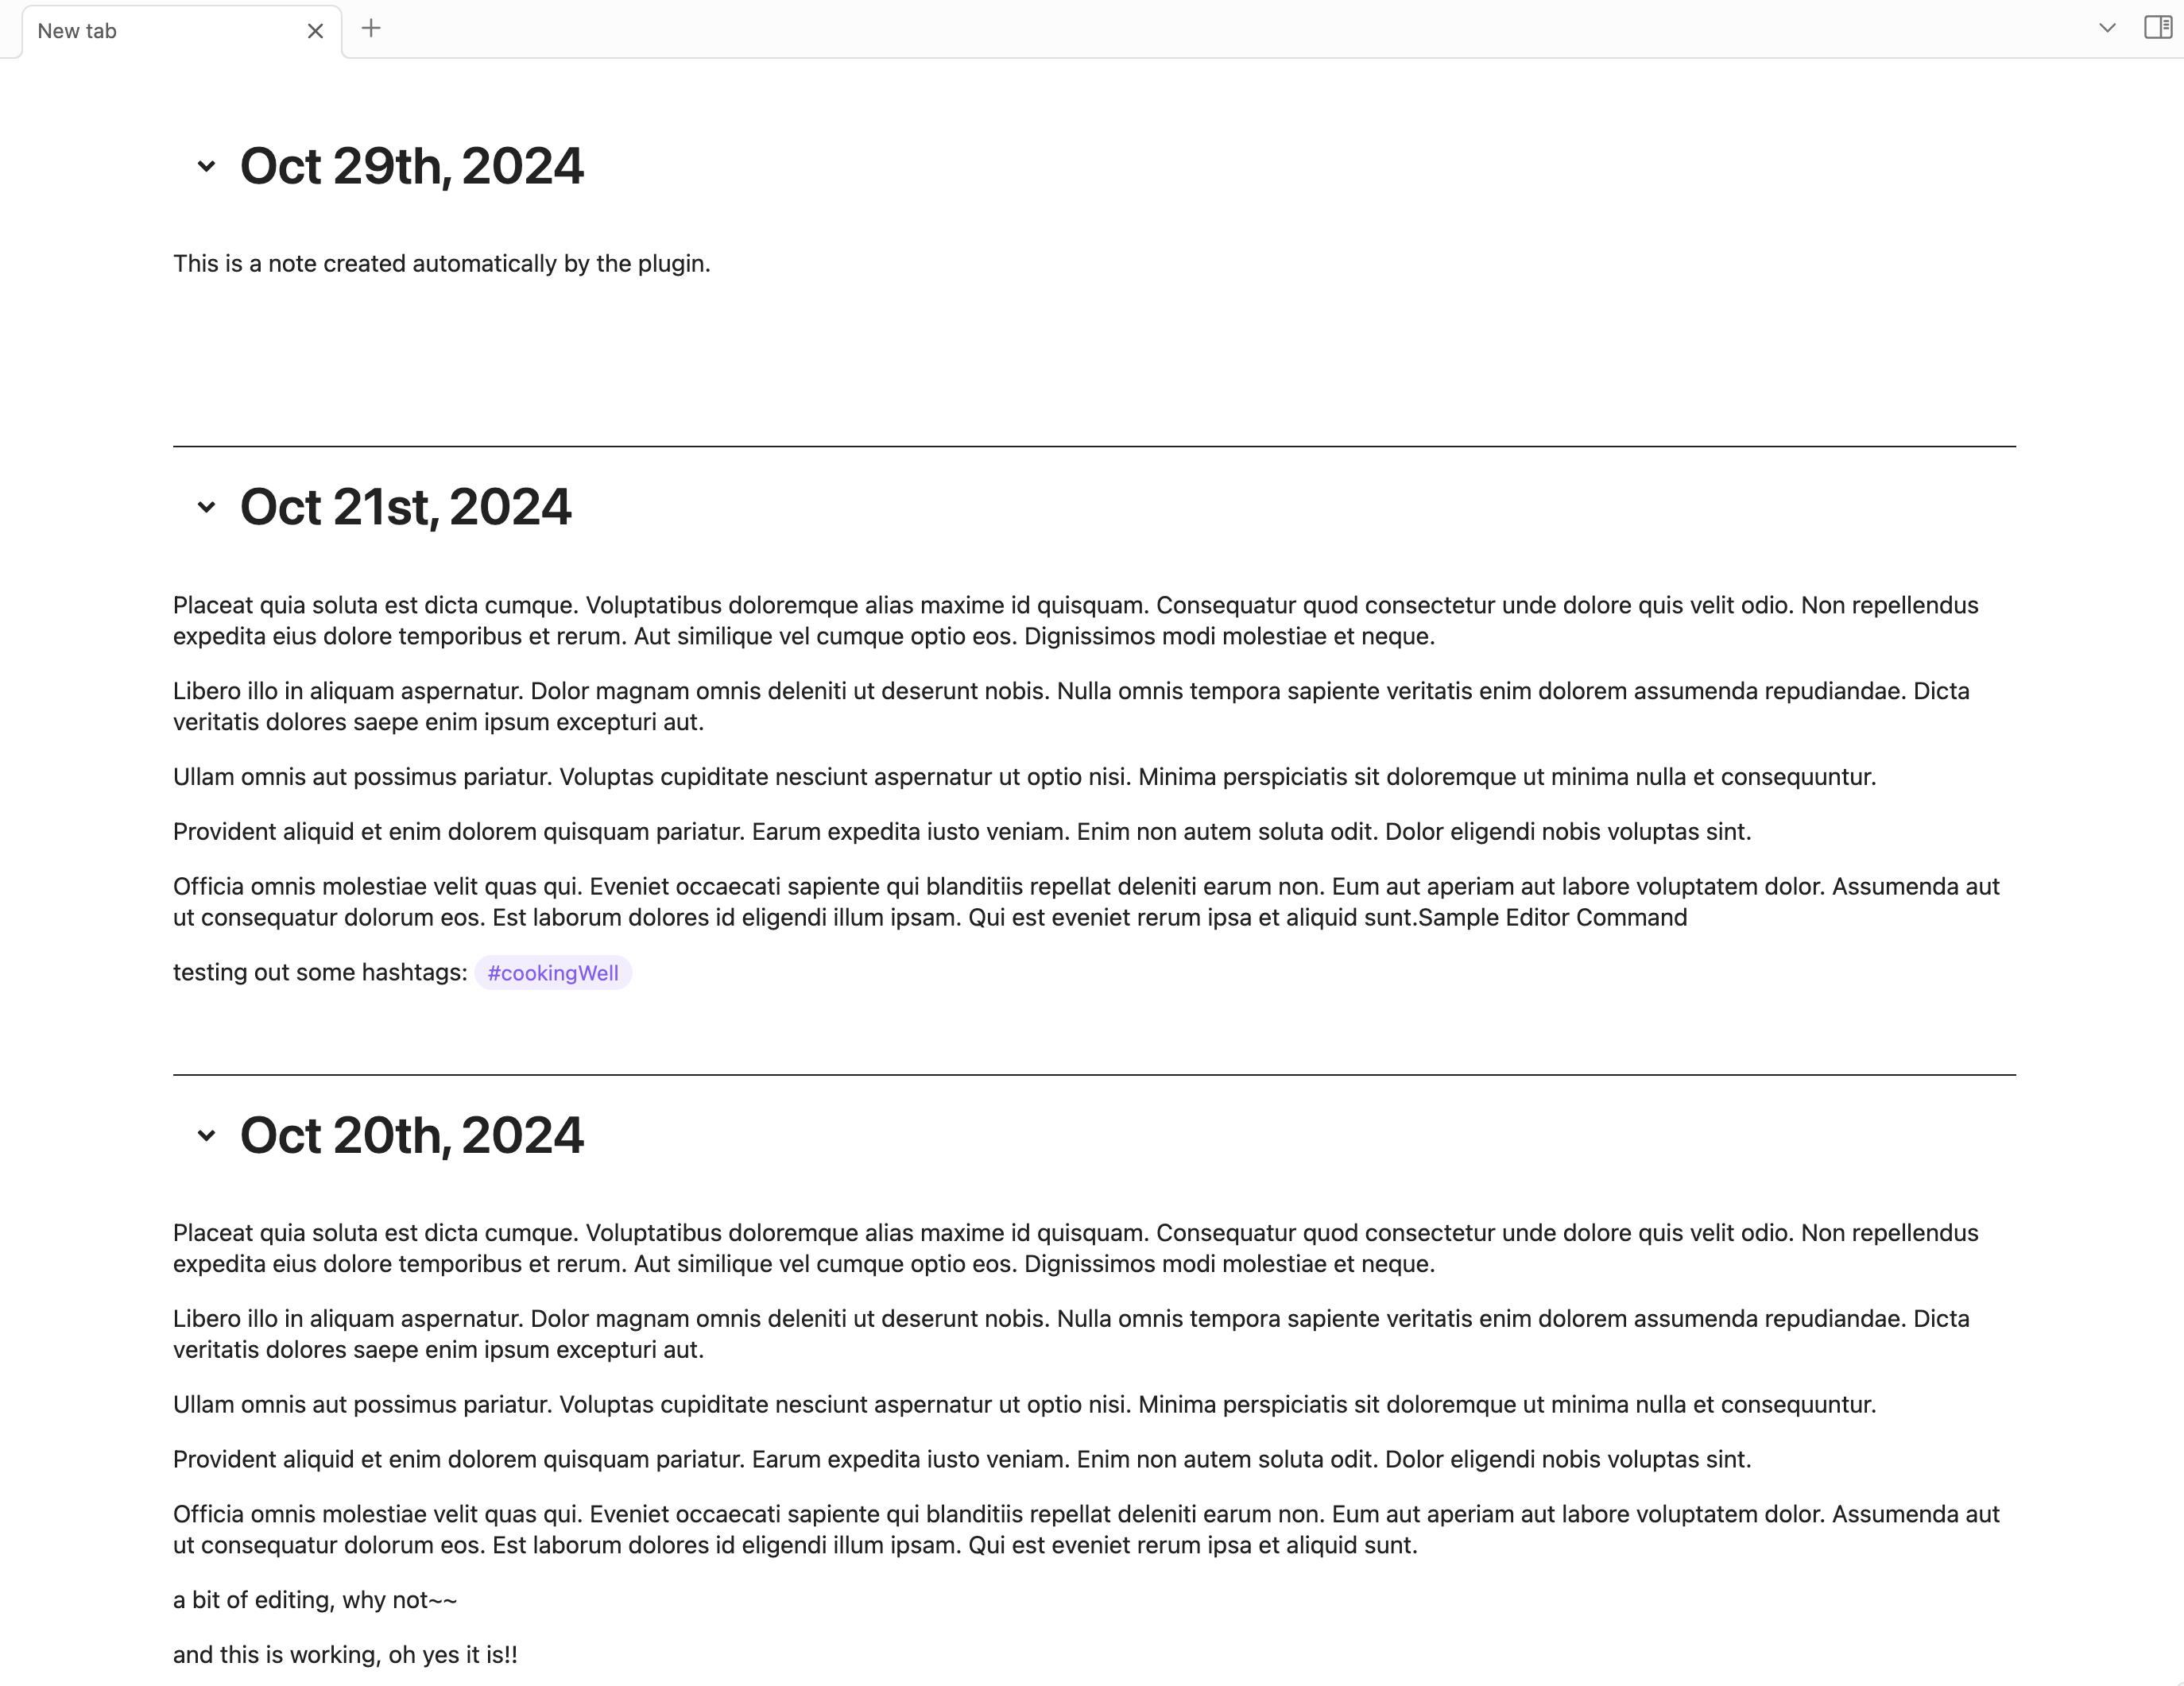 New tab
Oct 29th, 2024
This is a note created automatically by the plugin.
Oct 21st, 2024
Placeat quia soluta est dicta cumque. Voluptatibus doloremque alias maxime id quisquam. Consequatur quod consectetur unde dolore quis velit odio. Non repellendus
expedita eius dolore temporibus et rerum. Aut similique vel cumque optio eos. Dignissimos modi molestiae et neque.
Libero illo in aliquam aspernatur. Dolor magnam omnis deleniti ut deserunt nobis. Nulla omnis tempora sapiente veritatis enim dolorem assumenda repudiandae. Dicta
veritatis dolores saepe enim ipsum excepturi aut.
Ullam omnis aut possimus pariatur. Voluptas cupiditate nesciunt aspernatur ut optio nisi. Minima perspiciatis sit doloremque ut minima nulla et consequuntur.
Provident aliquid et enim dolorem quisquam pariatur. Earum expedita iusto veniam. Enim non autem soluta odit. Dolor eligendi nobis voluptas sint.
Officia omnis molestiae velit quas qui. Eveniet occaecati sapiente qui blanditiis repellat deleniti earum non. Eum aut aperiam aut labore voluptatem dolor. Assumenda aut
ut consequatur dolorum eos. Est laborum dolores id eligendi illum ipsam. Qui est eveniet rerum ipsa et aliquid sunt.Sample Editor Command
testing out some hashtags: #cookingWell
Oct 20th, 2024
Placeat quia soluta est dicta cumque. Voluptatibus doloremque alias maxime id quisquam. Consequatur quod consectetur unde dolore quis velit odio. Non repellendus
expedita eius dolore temporibus et rerum. Aut similique vel cumque optio eos. Dignissimos modi molestiae et neque.
Libero illo in aliquam aspernatur. Dolor magnam omnis deleniti ut deserunt nobis. Nulla omnis tempora sapiente veritatis enim dolorem assumenda repudiandae. Dicta
veritatis dolores saepe enim ipsum excepturi aut.
Ullam omnis aut possimus pariatur. Voluptas cupiditate nesciunt aspernatur ut optio nisi. Minima perspiciatis sit doloremque ut minima nulla et consequuntur.
Provident aliquid et enim dolorem quisquam pariatur. Earum expedita iusto veniam. Enim non autem soluta odit. Dolor eligendi nobis voluptas sint.
Officia omnis molestiae velit quas qui. Eveniet occaecati sapiente qui blanditiis repellat deleniti earum non. Eum aut aperiam aut labore voluptatem dolor. Assumenda aut
ut consequatur dolorum eos. Est laborum dolores id eligendi illum ipsam. Qui est eveniet rerum ipsa et aliquid sunt.
a bit of editing, why not~~
and this is working, oh yes it is!!